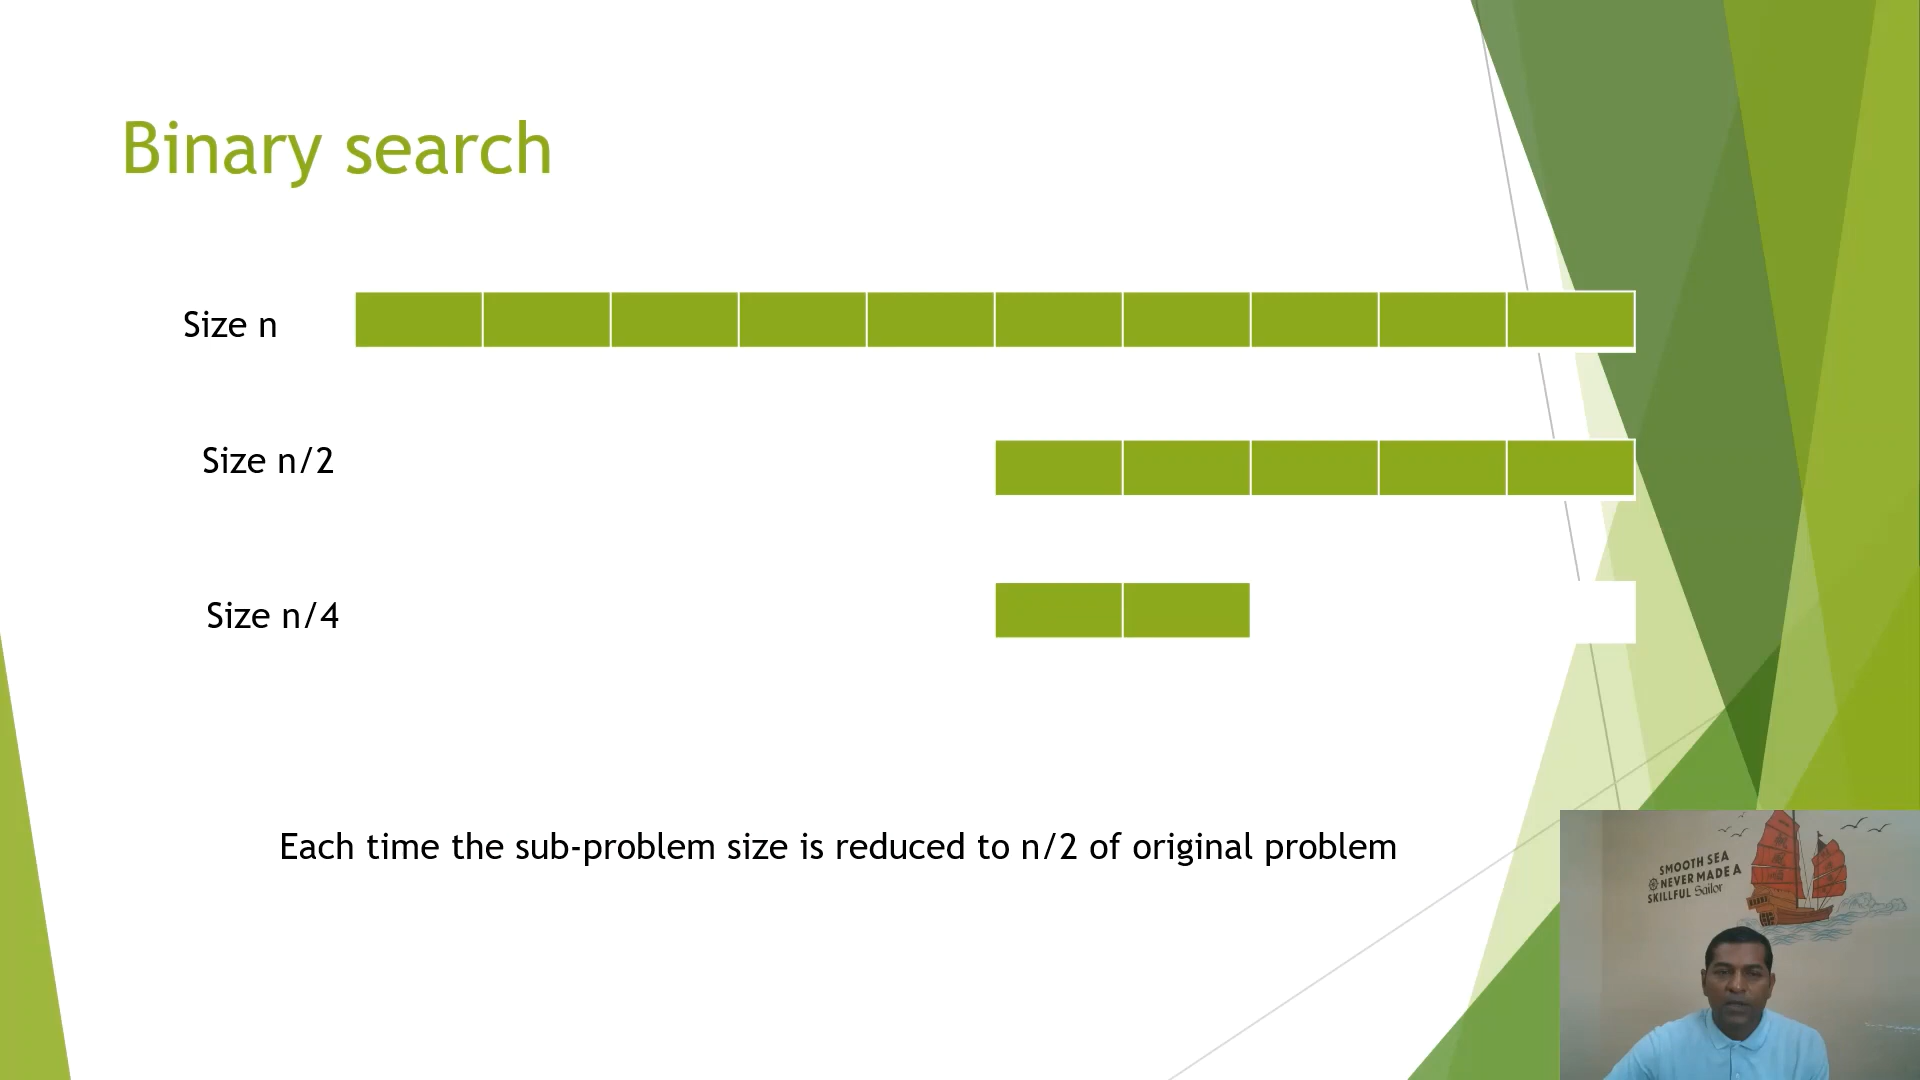 Binary search
Size n
Size n/2
Size n/4
Each time the sub-problem size is reduced to n/2 of original problem
SMOOTH SEA
NEVER MADE A
SKILLFUL Sailor